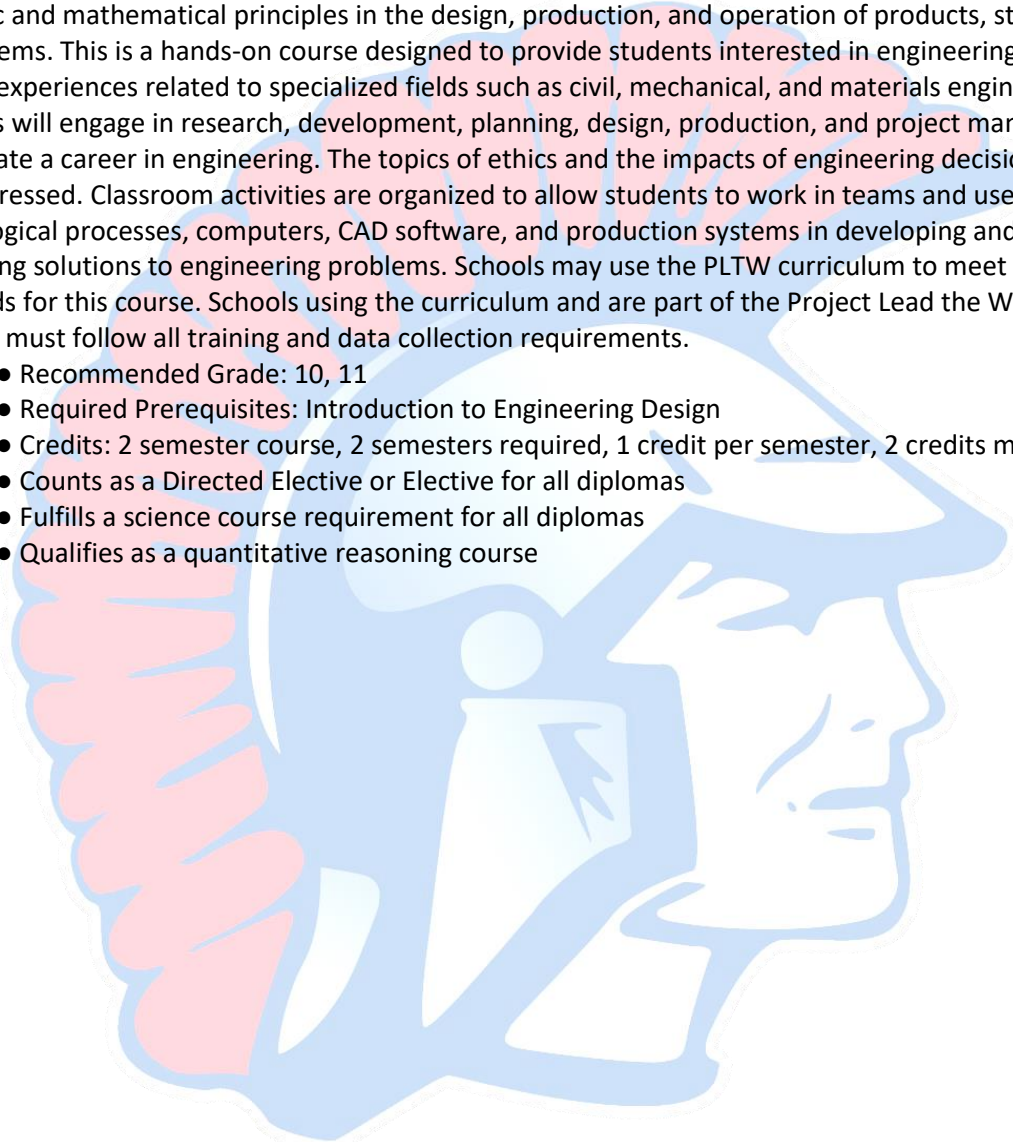 c and mathematical principles in the design, production, and operation of products, st
ems. This is a hands-on course designed to provide students interested in engineering
experiences related to specialized fields such as civil, mechanical, and materials engin
s will engage in research, development, planning, design, production, and project man
ate a career in engineering. The topics of ethics and the impacts of engineering decisio
ressed. Classroom activities are organized to allow students to work in teams and use
ogical processes, computers, CAD software, and production systems in developing and
ng solutions to engineering problems. Schools may use the PLTW curriculum to meet
ds for this course. Schools using the curriculum and are part of the Project Lead the W
must follow all training and data collection requirements.
● Recommended Grade: 10, 11
● Required Prerequisites: Introduction to Engineering Design
● Credits: 2 semester course, 2 semesters required, 1 credit per semester, 2 credits m
● Counts as a Directed Elective or Elective for all diplomas
● Fulfills a science course requirement for all diplomas
● Qualifies as a quantitative reasoning course